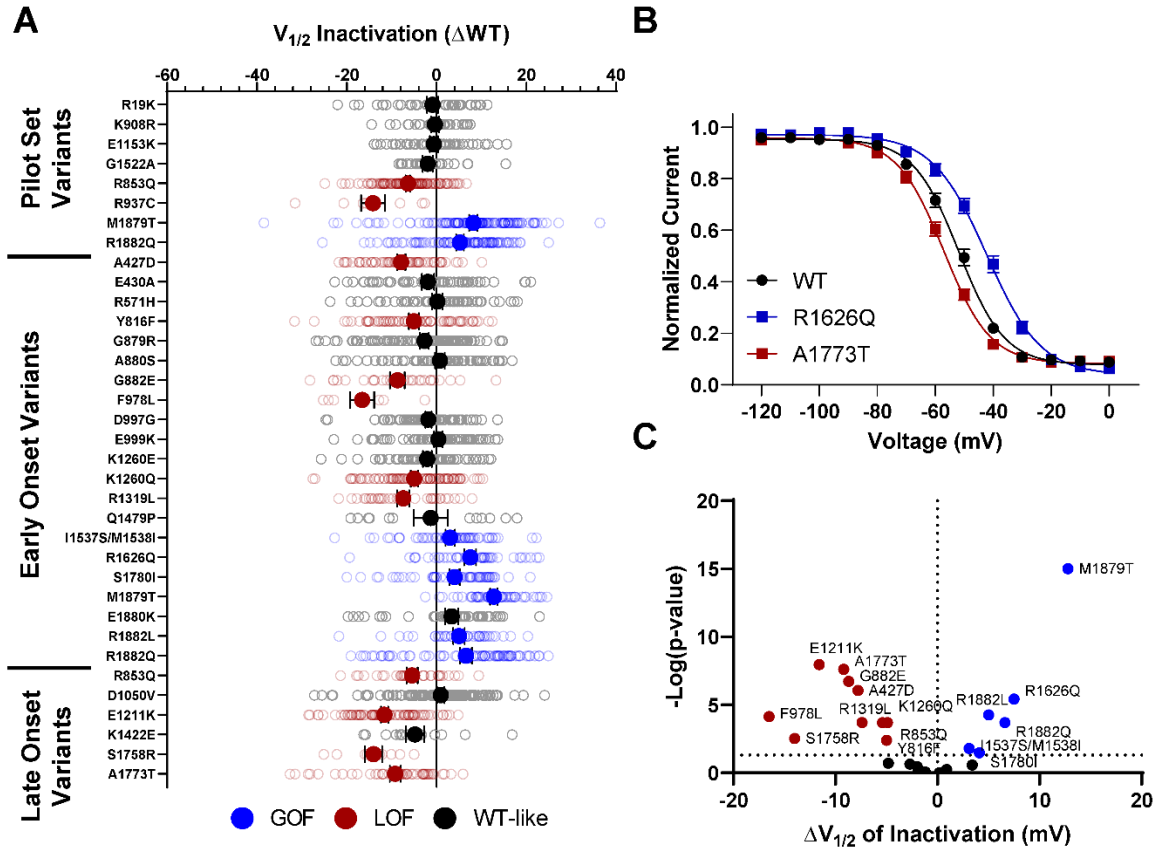 A
V1/2 Inactivation (ΔWT)
-60 -40 -20 0 20 40
Pilot Set
Variants
R19K
K908R
E1153K
G1522A
R853Q
R937C
M1879T
R1882Q
Early Onset Variants
A427D
E430A
R571H
Y816F
G879R
A880S
G882E
F978L
D997G
E999K
K1260E
K1260Q
R1319L
Q1479P
I1537S/M1538I
R1626Q
S1780I
M1879T
E1880K
R1882L
R1882Q
Late Onset
Variants
R853Q
D1050V
E1211K
K1422E
S1758R
A1773T
GOF LOF WT-like
B
Normalized Current
1.0
0.8
0.6
0.4
0.2
0.0
WT
R1626Q
A1773T
-120 -100 -80 -60 -40 -20 0
Voltage (mV)
C
-Log(p-value)
20
15
10
5
0
M1879T
E1211K
A1773T
G882E
A427D
R1626Q
R1882L
K1260Q
R1319L
F978L
R1882Q
S1758R
R853Q
Y816F
I1537S/M1538I
S1780I
-20 -10 0 10 20
ΔV1/2 of Inactivation (mV)